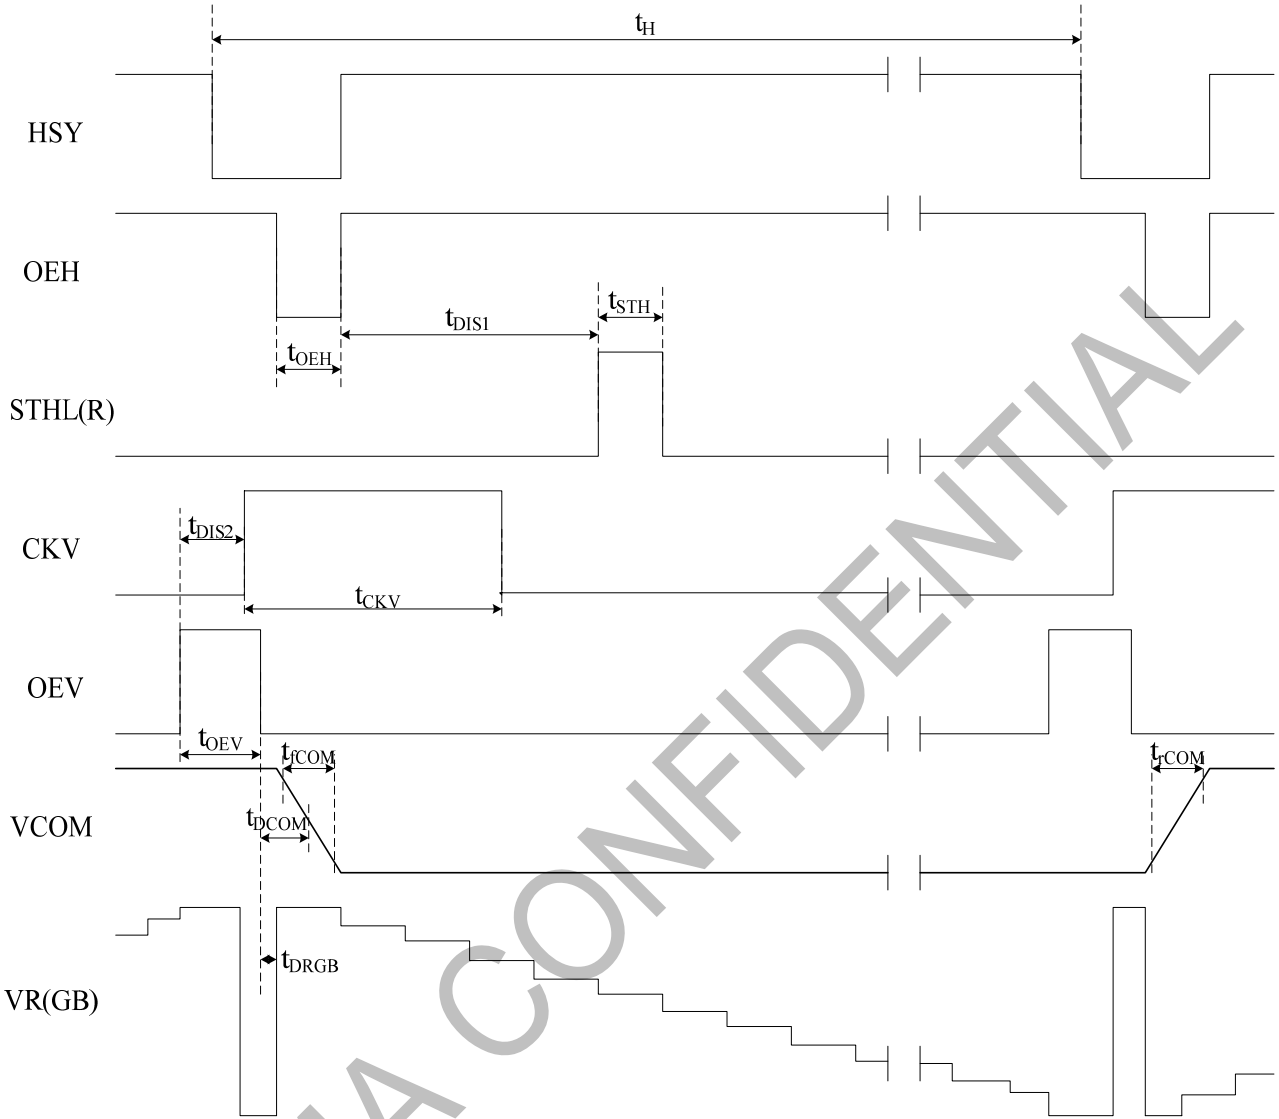 tH
HSY
OEH
tDIS1
tSTH
tOEH
STHL(R)
tDIS2
CKV
tCKV
OEV
tOEV
tfCOM
trCOM
VCOM
tDCOM
tDRGB
VR(GB)
CONFIDENTIAL